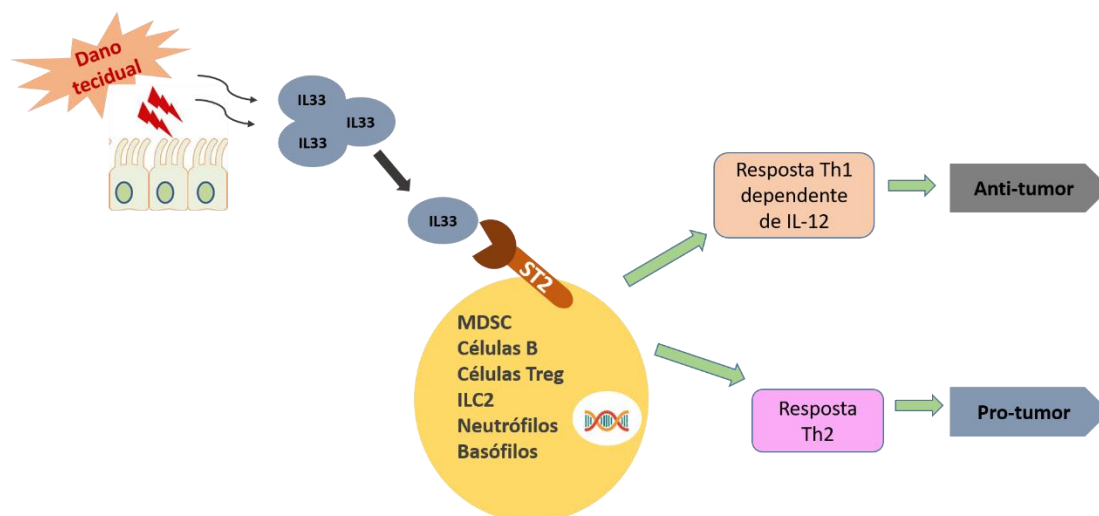 Dano
tecidual
IL33
IL33
IL33
IL33
ST2
MDSC
Células B
Células Treg
ILC2
Neutrófilos
Basófilos
Resposta Th1
dependente
de IL-12
Anti-tumor
Resposta
Th2
Pro-tumor